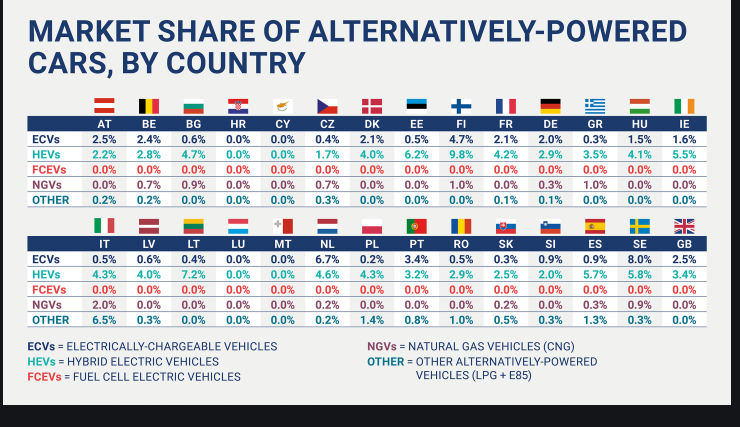 MARKET SHARE OF ALTERNATIVELY-POWERED
CARS, BY COUNTRY
AT BE BG HR CY CZ DK EE FI FR DE GR HU IE
ECVs 2.5% 2.4% 0.6% 0.0% 0.0% 0.4% 2.1% 0.5% 4.7% 2.1% 2.0% 0.3% 1.5% 1.6%
HEVs 2.2% 2.8% 4.7% 0.0% 0.0% 1.7% 4.0% 6.2% 9.8% 4.2% 2.9% 3.5% 4.1% 5.5%
FCEVs 0.0% 0.0% 0.0% 0.0% 0.0% 0.0% 0.0% 0.0% 0.0% 0.0% 0.0% 0.0% 0.0% 0.0%
NGVs 0.0% 0.7% 0.9% 0.0% 0.0% 0.7% 0.0% 0.0% 1.0% 0.0% 0.3% 1.0% 0.0% 0.0%
OTHER 0.2% 0.2% 0.0% 0.0% 0.0% 0.3% 0.0% 0.0% 0.0% 0.1% 0.1% 0.0% 0.0% 0.0%
IT LV LT LU MT NL PL PT RO SK SI ES SE GB
ECVs 0.5% 0.6% 0.4% 0.0% 0.0% 6.7% 0.2% 3.4% 0.5% 0.3% 0.9% 0.9% 8.0% 2.5%
HEVs 4.3% 4.0% 7.2% 0.0% 0.0% 4.6% 4.3% 3.2% 2.9% 2.5% 2.0% 5.7% 5.8% 3.4%
FCEVs 0.0% 0.0% 0.0% 0.0% 0.0% 0.0% 0.0% 0.0% 0.0% 0.0% 0.0% 0.0% 0.0% 0.0%
NGVs 2.0% 0.0% 0.0% 0.0% 0.0% 0.2% 0.0% 0.0% 0.0% 0.2% 0.0% 0.3% 0.9% 0.0%
OTHER 6.5% 0.3% 0.0% 0.0% 0.0% 0.2% 1.4% 0.8% 1.0% 0.5% 0.3% 1.3% 0.3% 0.0%
ECVs = ELECTRICALLY-CHARGEABLE VEHICLES
HEVs = HYBRID ELECTRIC VEHICLES
FCEVs = FUEL CELL ELECTRIC VEHICLES
NGVs = NATURAL GAS VEHICLES (CNG)
OTHER = OTHER ALTERNATIVELY-POWERED
VEHICLES (LPG + E85)